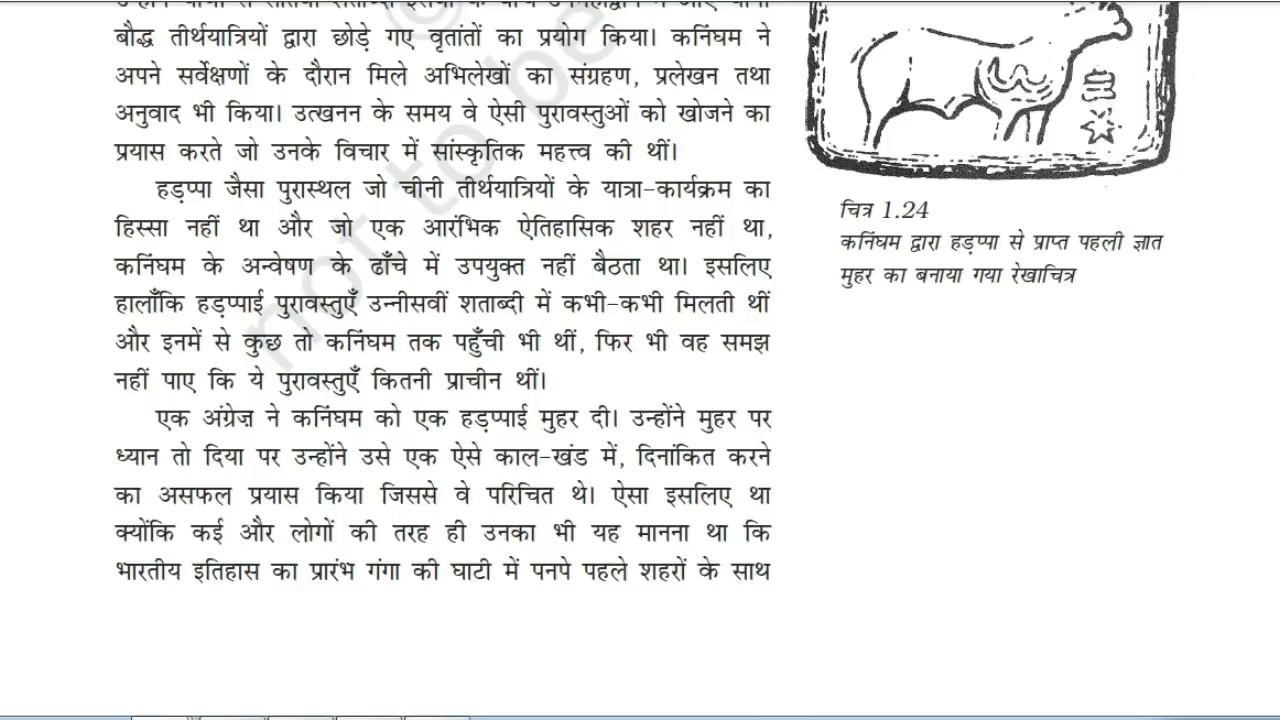 बौद्ध तीर्थयात्रियों द्वारा छोड़े गए वृतांतों का प्रयोग किया। कनिंघम ने
अपने सर्वेक्षणों के दौरान मिले अभिलेखों का संग्रहण, प्रलेखन तथा
अनुवाद भी किया। उत्खनन के समय वे ऐसी पुरावस्तुओं को खोजने का
प्रयास करते जो उनके विचार में सांस्कृतिक महत्त्व की थीं।
हड़प्पा जैसा पुरास्थल जो चीनी तीर्थयात्रियों के यात्रा-कार्यक्रम का
हिस्सा नहीं था और जो एक आरंभिक ऐतिहासिक शहर नहीं था,
कनिंघम के अन्वेषण के ढाँचे में उपयुक्त नहीं बैठता था। इसलिए
हालाँकि हड़प्पाई पुरावस्तुएँ उन्नीसवीं शताब्दी में कभी-कभी मिलती थीं
और इनमें से कुछ तो कनिंघम तक पहुँची भी थीं, फिर भी वह समझ
नहीं पाए कि ये पुरावस्तुएँ कितनी प्राचीन थीं।
एक अंग्रेज़ ने कनिंघम को एक हड़प्पाई मुहर दी। उन्होंने मुहर पर
ध्यान तो दिया पर उन्होंने उसे एक ऐसे काल-खंड में, दिनांकित करने
का असफल प्रयास किया जिससे वे परिचित थे। ऐसा इसलिए था
क्योंकि कई और लोगों की तरह ही उनका भी यह मानना था कि
भारतीय इतिहास का प्रारंभ गंगा की घाटी में पनपे पहले शहरों के साथ
चित्र 1.24
कनिंघम द्वारा हड़प्पा से प्राप्त पहली ज्ञात
मुहर का बनाया गया रेखाचित्र
© not to be